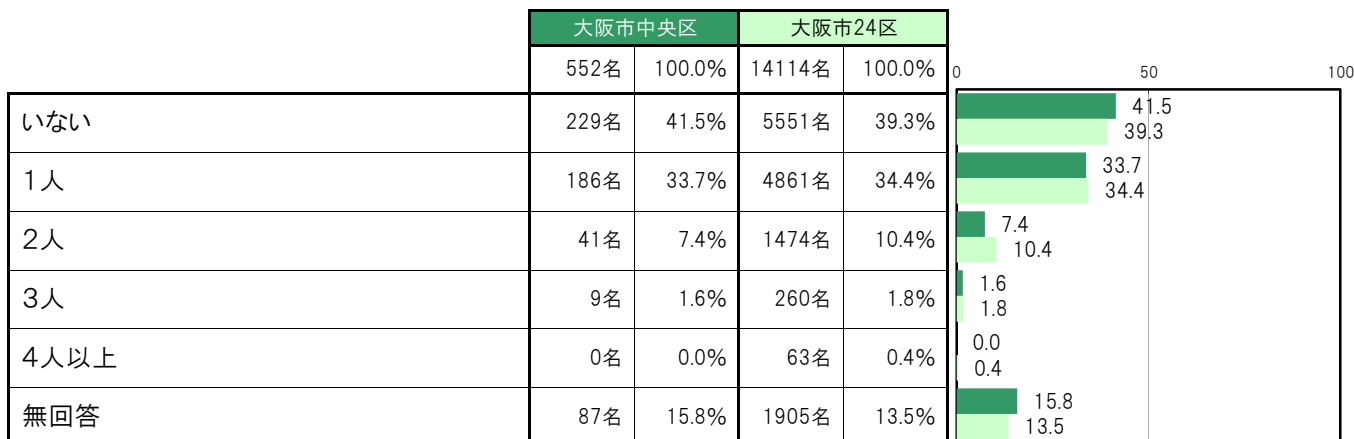 大阪市中央区 大阪市24区
552名 100.0% 14114名 100.0% 0 50 100
いない 229名 41.5% 5551名 39.3% 41.5
39.3
1人 186名 33.7% 4861名 34.4% 33.7
34.4
2人 41名 7.4% 1474名 10.4% 7.4
10.4
3人 9名 1.6% 260名 1.8% 1.6
1.8
4人以上 0名 0.0% 63名 0.4% 0.0
0.4
無回答 87名 15.8% 1905名 13.5% 15.8
13.5